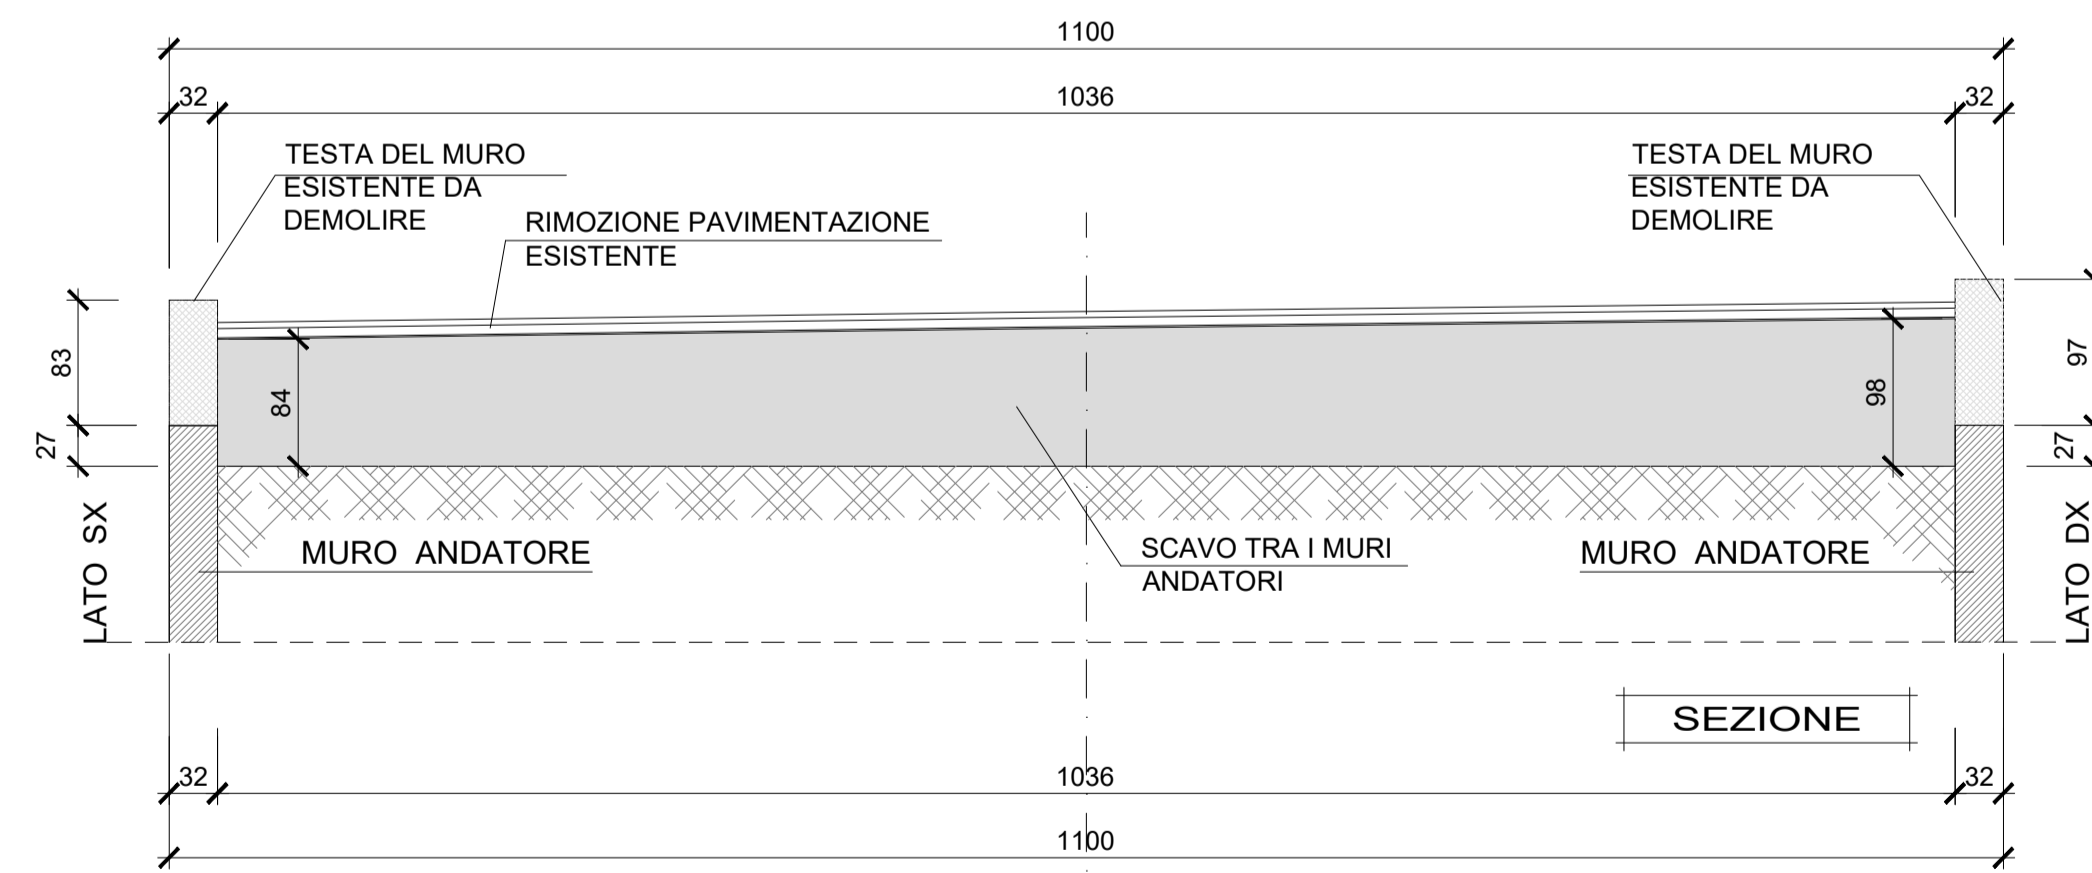 1100
32
1036
32
TESTA DEL MURO
ESISTENTE DA
DEMOLIRE
TESTA DEL MURO
ESISTENTE DA
DEMOLIRE
RIMOZIONE PAVIMENTAZIONE
ESISTENTE
83
27
84
98
97
27
LATO SX
MURO ANDATORE
SCAVO TRA I MURI
ANDATORI
MURO ANDATORE
LATO DX
SEZIONE
32
1036
32
1100